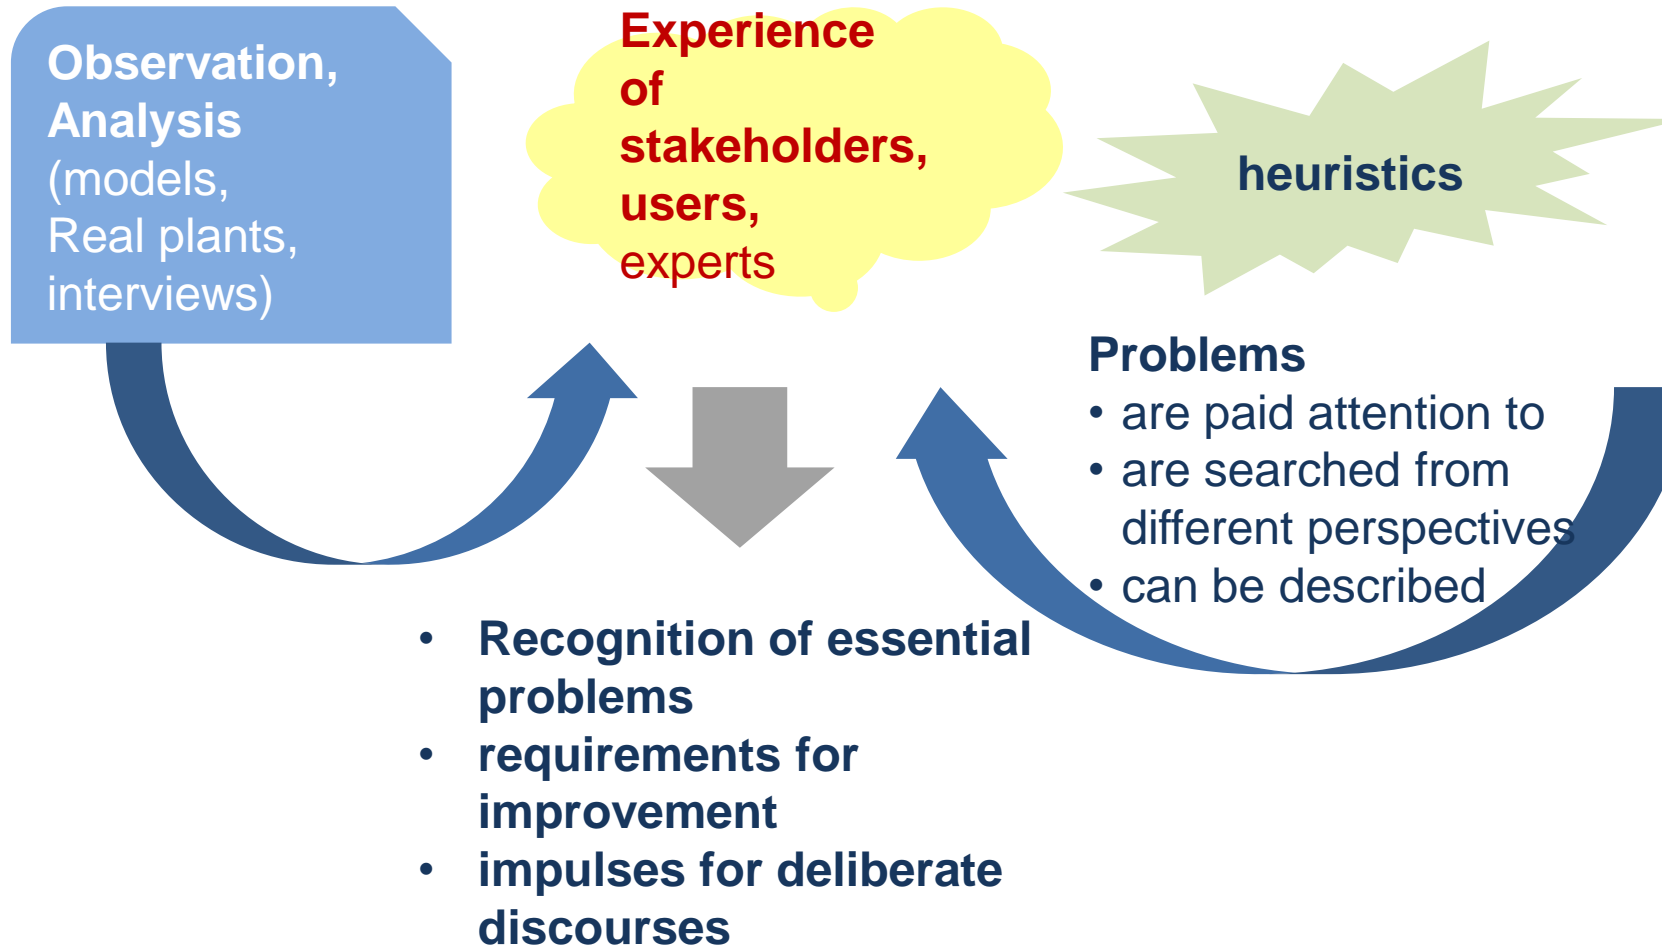 Observation,
Analysis
(models,
Real plants,
interviews)
Experience
of
stakeholders,
users,
experts
heuristics
Problems
• are paid attention to
• are searched from
different perspectives
• can be described
• Recognition of essential
problems
• requirements for
improvement
• impulses for deliberate
discourses